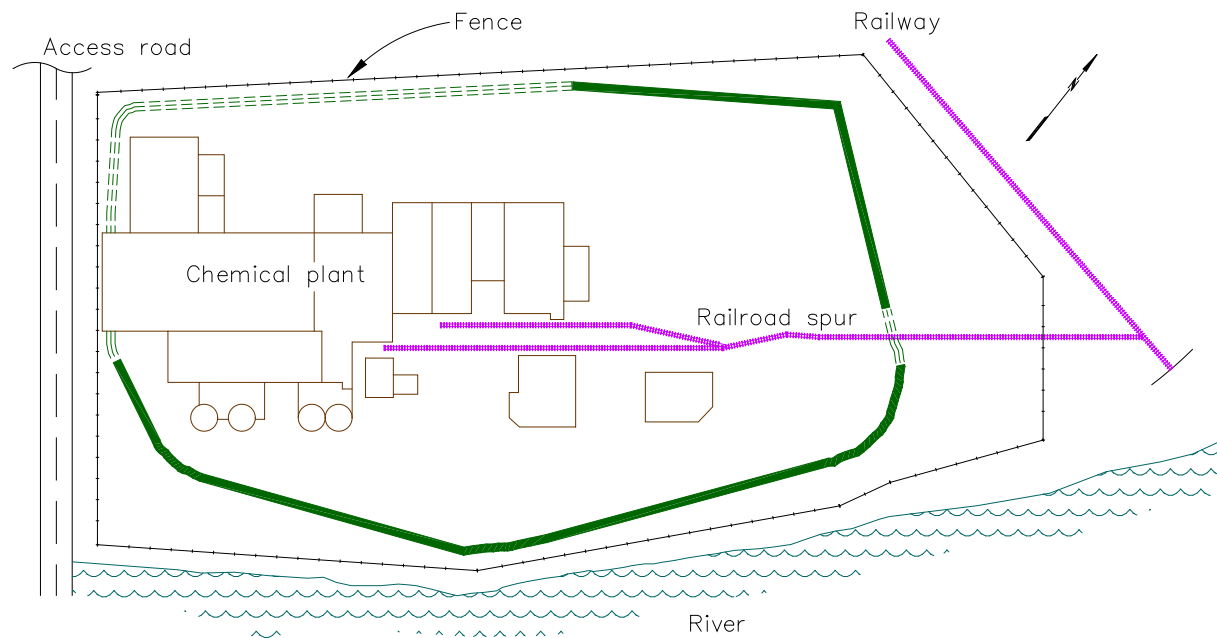 Fence
Railway
Access road
Chemical plant
Railroad spur
River